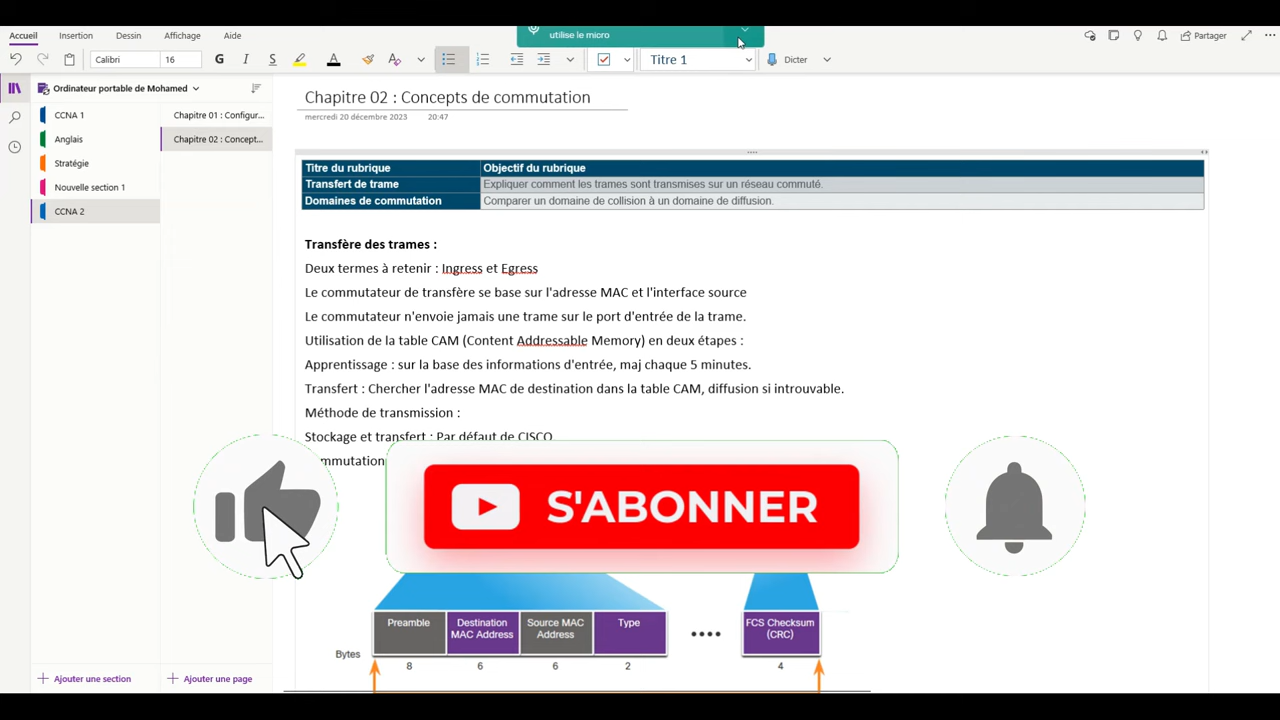 utilise le micro
Accueil Insertion Dessin Affichage Aide
Partager
Calibri 16 G I S A Titre 1 Dicter
Ordinateur portable de Mohamed
CCNA 1
Anglais
Stratégie
Nouvelle section 1
CCNA 2
Chapitre 01 : Configur...
Chapitre 02 : Concept...
Chapitre 02 : Concepts de commutation
mercredi 20 décembre 2023 20:47
Titre du rubrique Objectif du rubrique
Transfert de trame Expliquer comment les trames sont transmises sur un réseau commuté.
Domaines de commutation Comparer un domaine de collision à un domaine de diffusion.
Transfère des trames :
Deux termes à retenir : Ingress et Egress
Le commutateur de transfère se base sur l'adresse MAC et l'interface source
Le commutateur n'envoie jamais une trame sur le port d'entrée de la trame.
Utilisation de la table CAM (Content Addressable Memory) en deux étapes :
Apprentissage : sur la base des informations d'entrée, maj chaque 5 minutes.
Transfert : Chercher l'adresse MAC de destination dans la table CAM, diffusion si introuvable.
Méthode de transmission :
Stockage et transfert : Par défaut de CISCO
mmutation
S'ABONNER
Preamble Destination MAC Address Source MAC Address Type FCS Checksum (CRC)
Bytes 8 6 6 2 4
Ajouter une section Ajouter une page